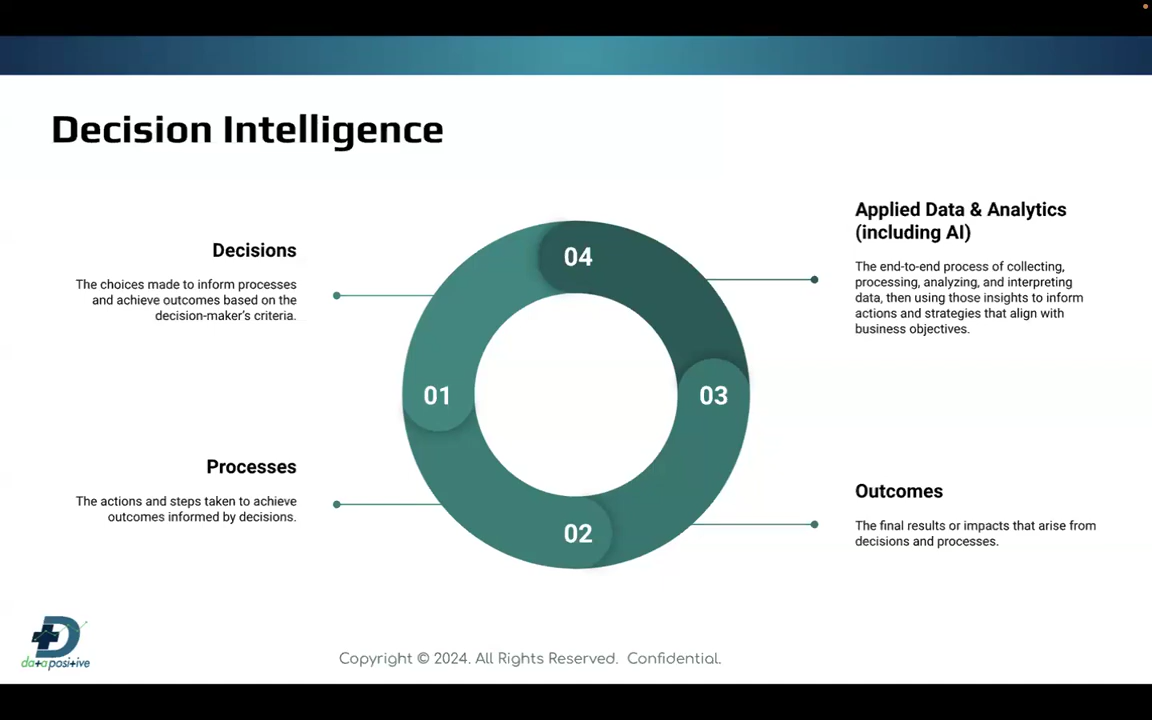 Decision Intelligence
Decisions
The choices made to inform processes
and achieve outcomes based on the
decision-maker's criteria.
Processes
The actions and steps taken to achieve
outcomes informed by decisions.
04
01
03
02
Applied Data & Analytics
(including AI)
The end-to-end process of collecting,
processing, analyzing, and interpreting
data, then using those insights to inform
actions and strategies that align with
business objectives.
Outcomes
The final results or impacts that arise from
decisions and processes.
D
data positive
Copyright © 2024. All Rights Reserved. Confidential.